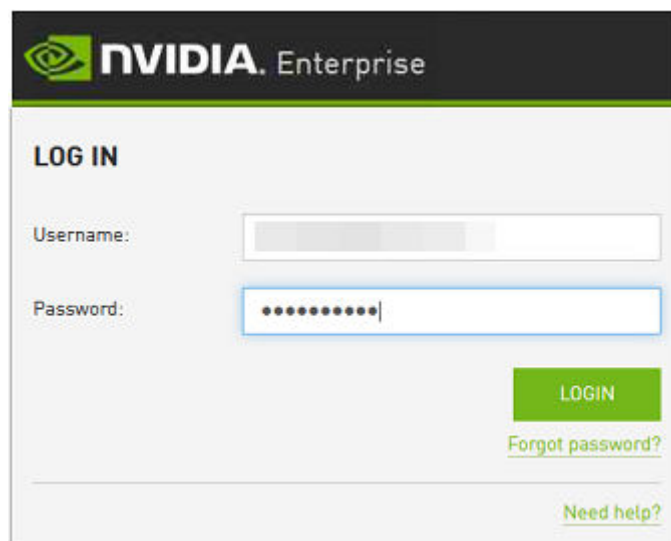 NVIDIA. Enterprise
LOG IN
Username:
Password: ••••••••••
LOGIN
Forgot password?
Need help?